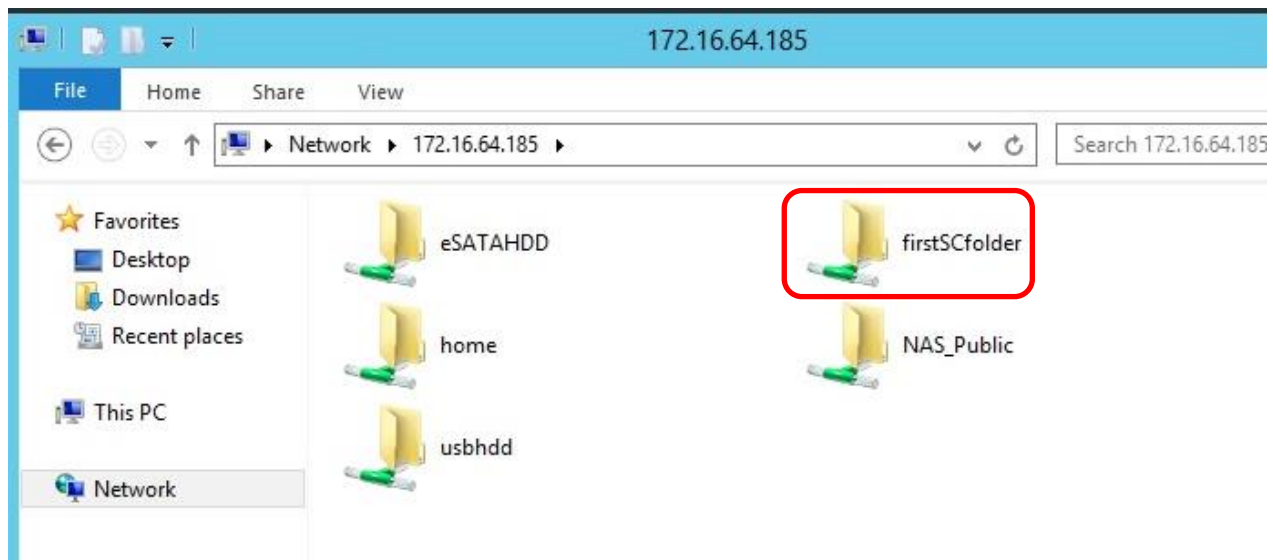 172.16.64.185
File Home Share View
Network 172.16.64.185 Search 172.16.64.185
Favorites
Desktop
Downloads
Recent places
This PC
Network
eSATAHDD firstSCfolder
home NAS_Public
usbhdd